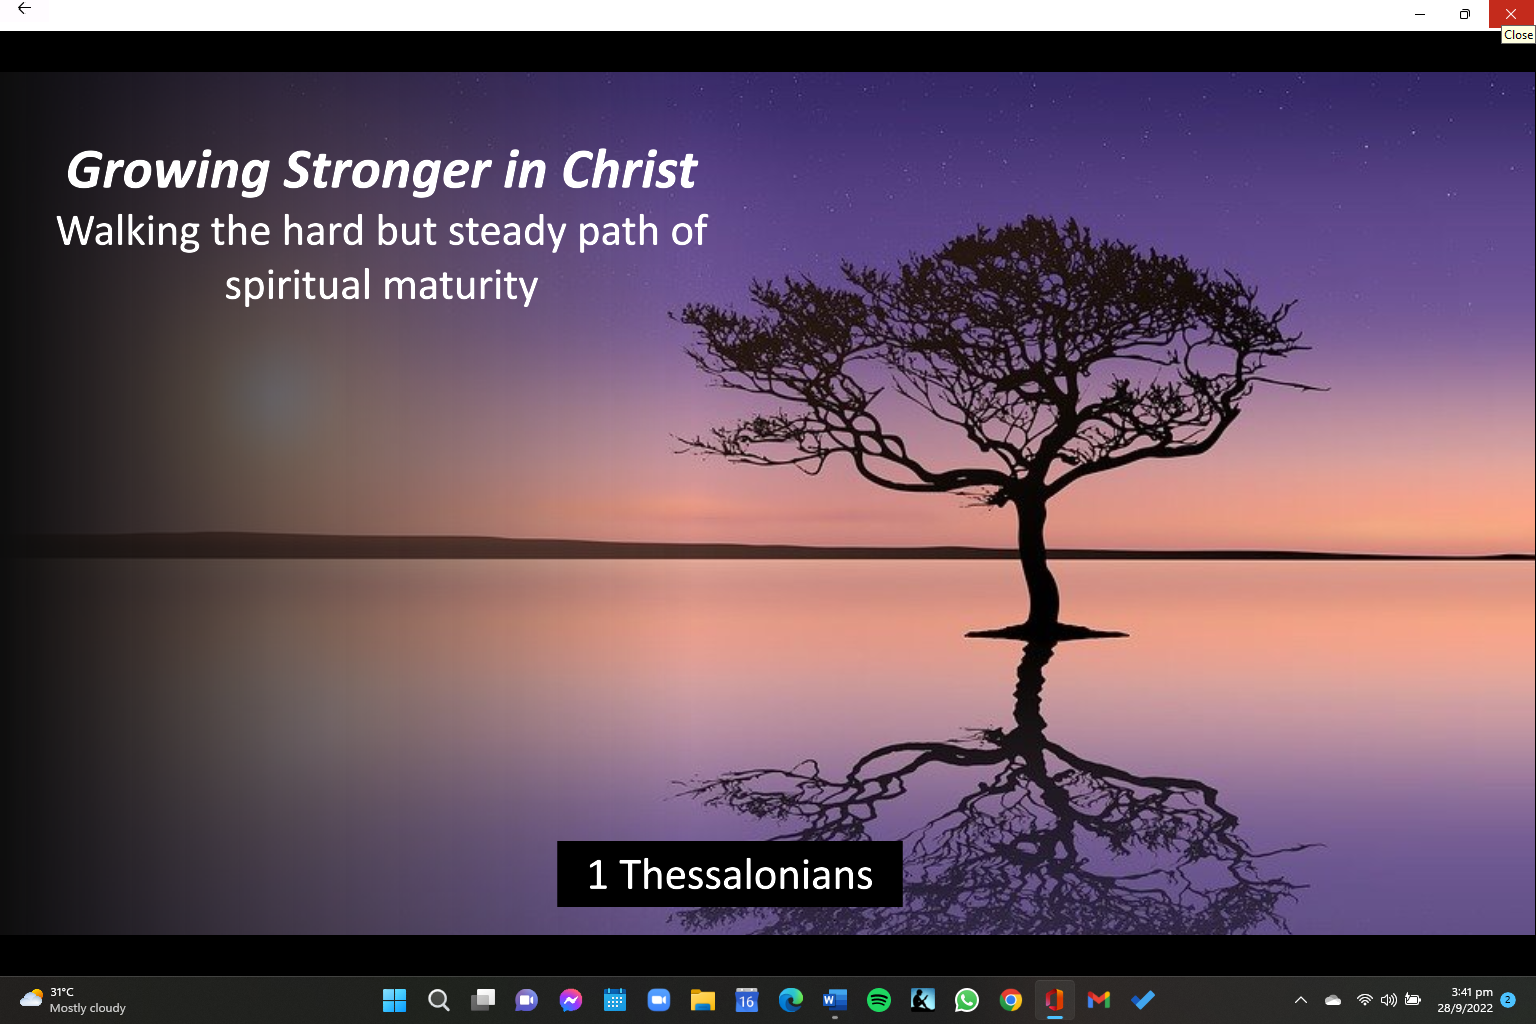 Close
Growing Stronger in Christ
Walking the hard but steady path of
spiritual maturity
1 Thessalonians
31°C
Mostly cloudy
16
W
3:41 pm
28/9/2022
2